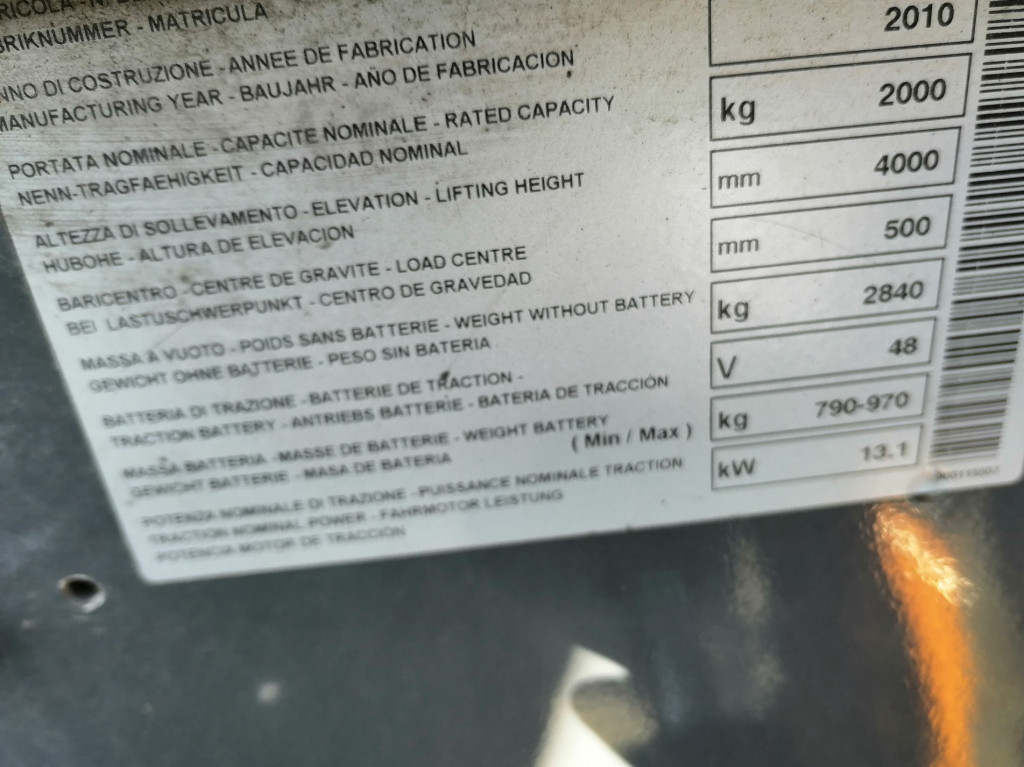 BRIKNUMMER - MATRICULA
2010
NNO DI COSTRUZIONE - ANNEE DE FABRICATION
MANUFACTURING YEAR - BAUJAHR - AÑO DE FABRICACION
kg 2000
PORTATA NOMINALE - CAPACITE NOMINALE - RATED CAPACITY
NENN-TRAGFAEHIGKEIT - CAPACIDAD NOMINAL
mm 4000
ALTEZZA DI SOLLEVAMENTO - ELEVATION - LIFTING HEIGHT
HUBOHE - ALTURA DE ELEVACION
mm 500
BARICENTRO - CENTRE DE GRAVITE - LOAD CENTRE
BEI LASTUSCHWERPUNKT - CENTRO DE GRAVEDAD
kg 2840
MASSA A VUOTO - POIDS SANS BATTERIE - WEIGHT WITHOUT BATTERY
GEWICHT OHNE BATTERIE - PESO SIN BATERIA
V 48
BATTERIA DI TRAZIONE - BATTERIE DE TRACTION -
TRACTION BATTERY - ANTRIEBS BATTERIE - BATERIA DE TRACCIÓN
kg 790-970
MASSA BATTERIA - MASSE DE BATTERIE - WEIGHT BATTERY
GEWICHT BATTERIE - MASA DE BATERIA ( Min / Max )
kW 13.1
POTENZA NOMINALE DI TRAZIONE - PUISSANCE NOMINALE TRACTION
TRACTION NOMINAL POWER - FAHRMOTOR LEISTUNG
POTENCIA MOTOR DE TRACCIÓN